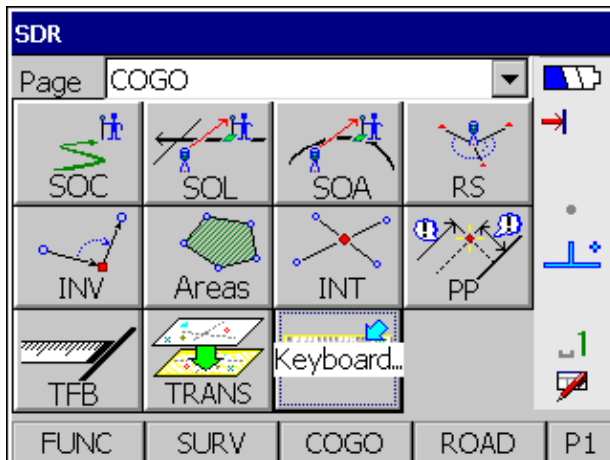 SDR
Page COGO
SOC SOL SOA RS
INV Areas INT PP
TFB TRANS Keyboard...
1
FUNC SURV COGO ROAD P1